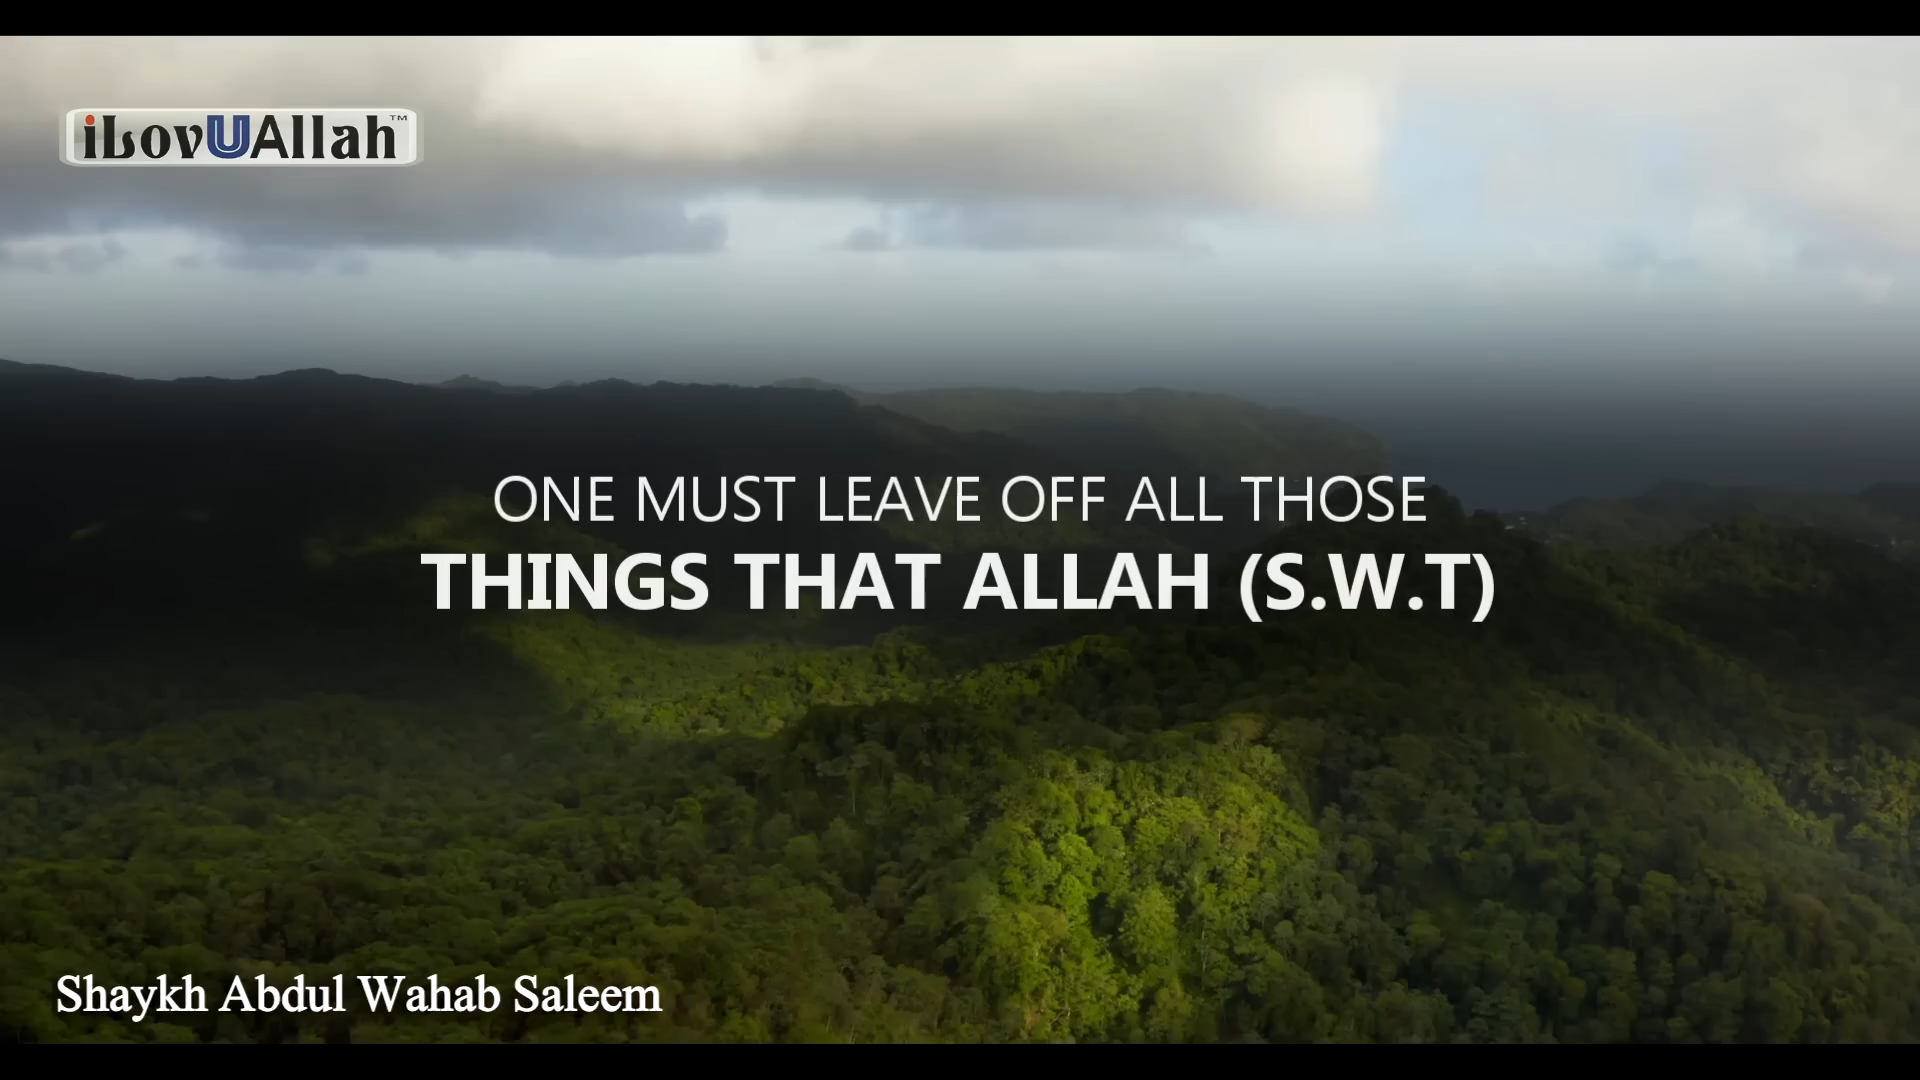 iLovUAllah™
ONE MUST LEAVE OFF ALL THOSE
THINGS THAT ALLAH (S.W.T)
Shaykh Abdul Wahab Saleem